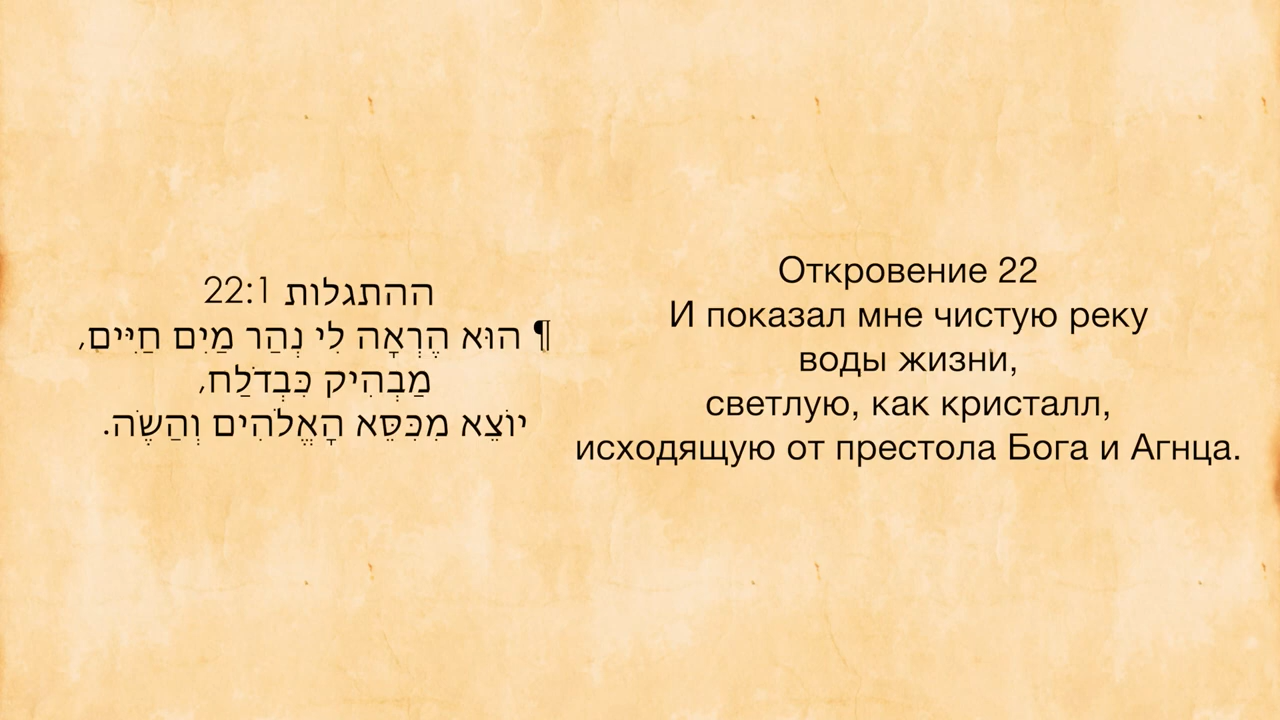 ההתגלות 22:1
¶ הוּא הֶרְאָה לִי נְהַר מַיִם חַיִּים,
מַבְהִיק כִּבְדֹלַח,
יוֹצֵא מִכִּסֵּא הָאֱלֹהִים וְהַשֶּׂה.
Откровение 22
И показал мне чистую реку
воды жизни,
светлую, как кристалл,
исходящую от престола Бога и Агнца.